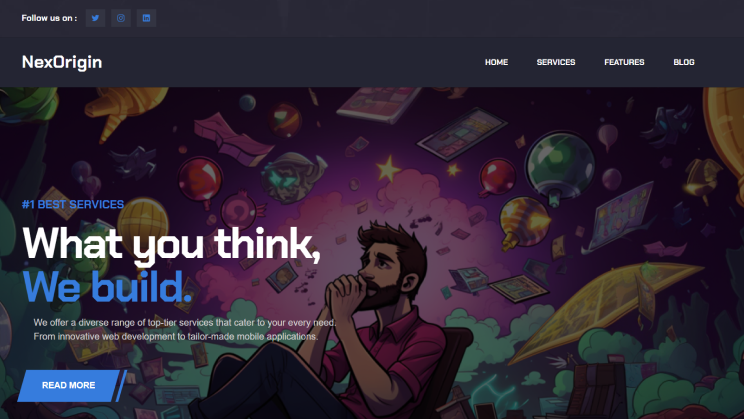 Follow us on :
NexOrigin
HOME SERVICES FEATURES BLOG
#1 BEST SERVICES
What you think,
We build.
We offer a diverse range of top-tier services that cater to your every need.
From innovative web development to tailor-made mobile applications.
READ MORE